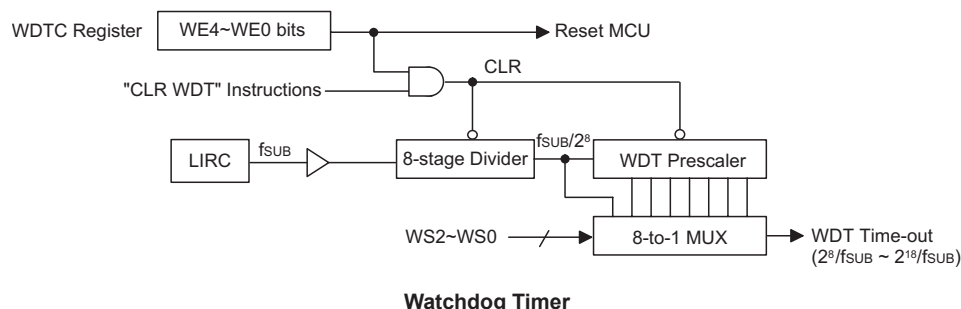 WDTC Register
WE4~WE0 bits
Reset MCU
CLR
"CLR WDT" Instructions
LIRC
fSUB
8-stage Divider
fSUB/2⁸
WDT Prescaler
WS2~WS0
8-to-1 MUX
WDT Time-out
(2⁸/fSUB ~ 2¹⁸/fSUB)
Watchdog Timer